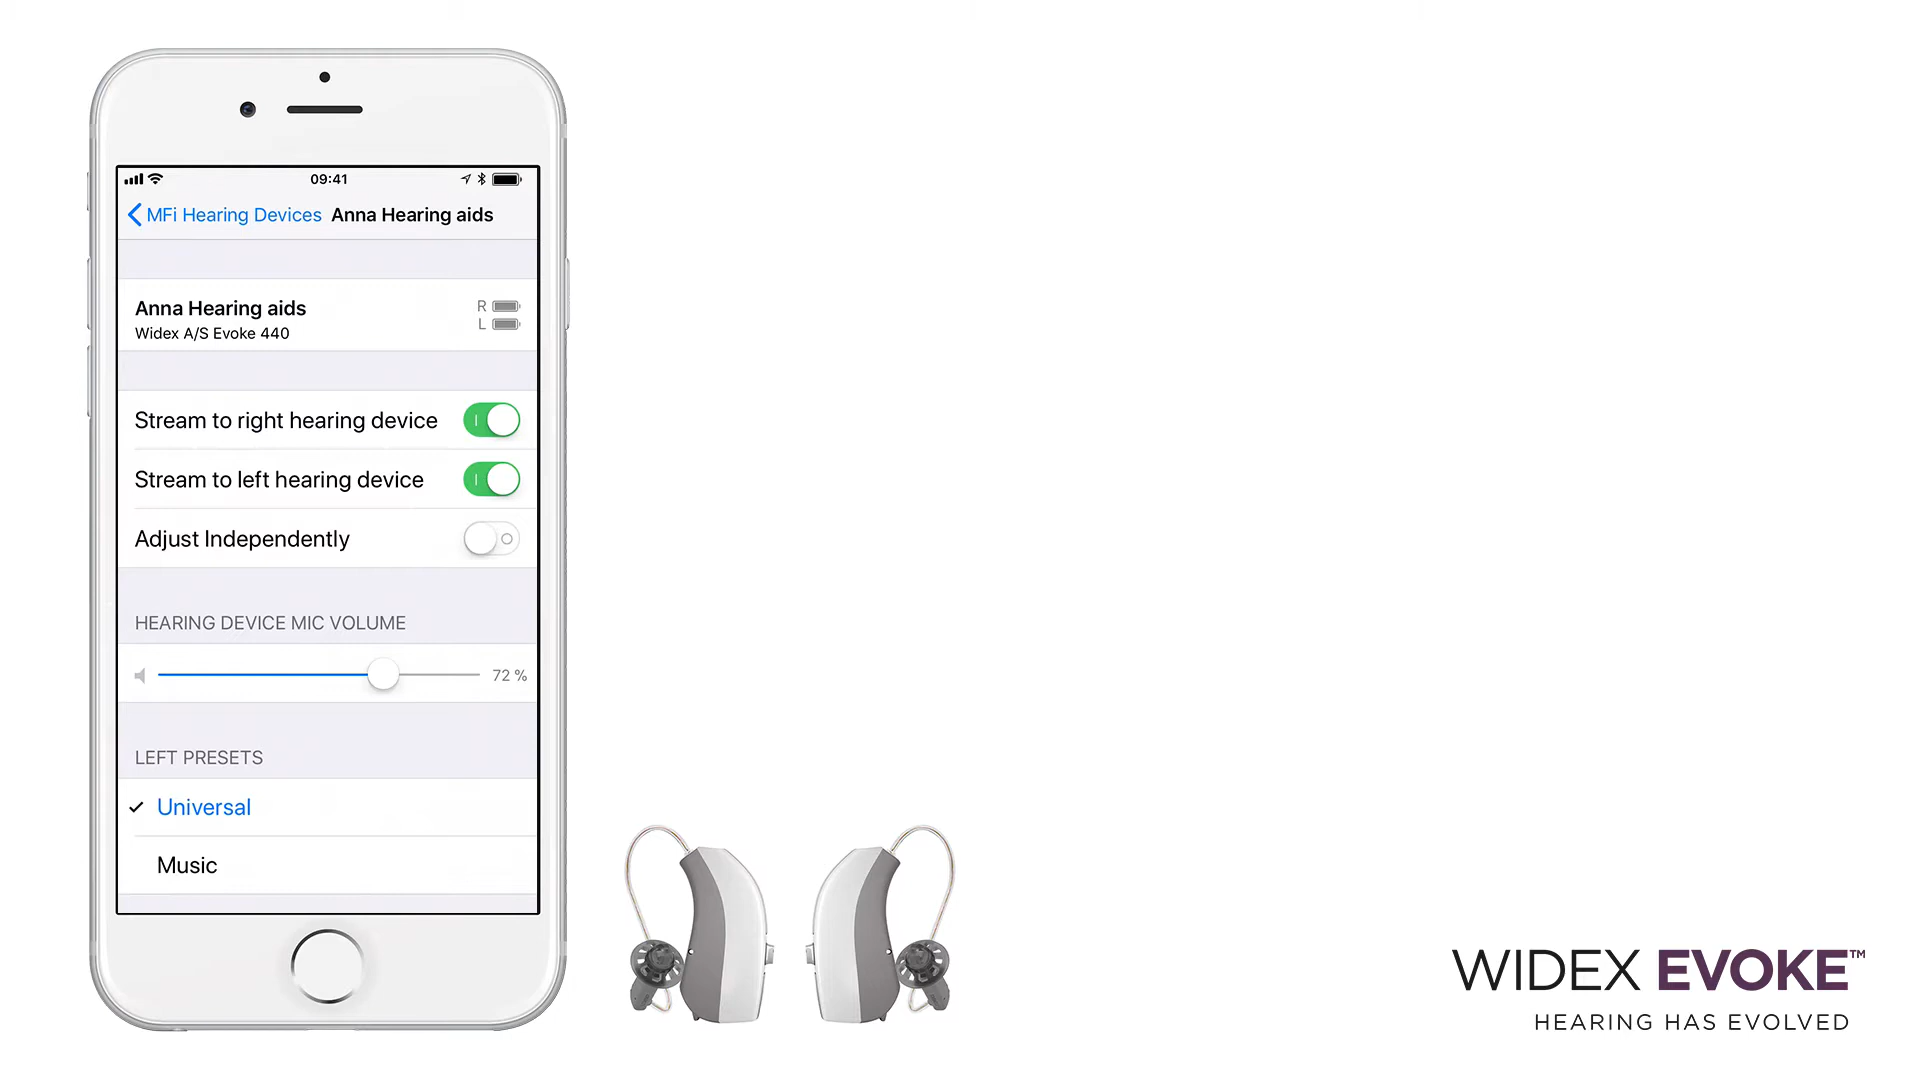 09:41
MFi Hearing Devices Anna Hearing aids
Anna Hearing aids
Widex A/S Evoke 440
R
L
Stream to right hearing device
Stream to left hearing device
Adjust Independently
HEARING DEVICE MIC VOLUME
72 %
LEFT PRESETS
✓ Universal
Music
WIDEX EVOKE™
HEARING HAS EVOLVED